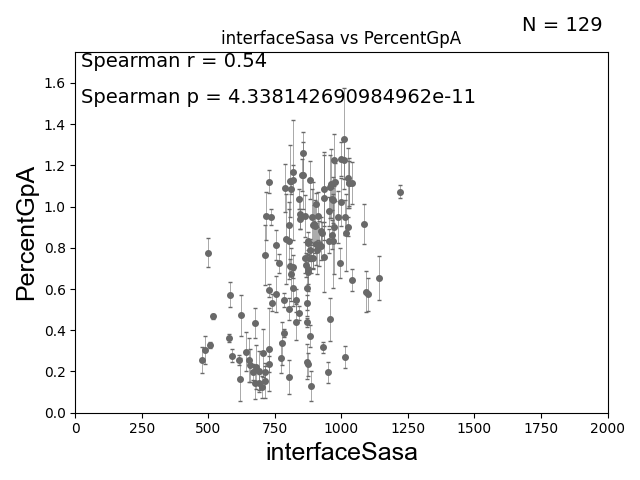 N = 129
interfaceSasa vs PercentGpA
Spearman r = 0.54
Spearman p = 4.338142690984962e-11
PercentGpA
1.6
1.4
1.2
1.0
0.8
0.6
0.4
0.2
0.0
0 250 500 750 1000 1250 1500 1750 2000
interfaceSasa